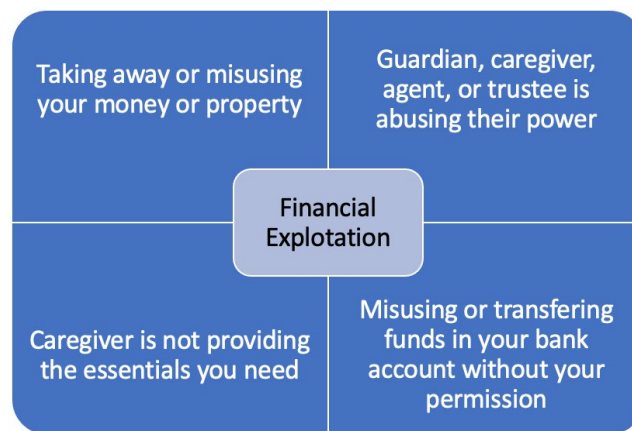 Taking away or misusing
your money or property
Guardian, caregiver,
agent, or trustee is
abusing their power
Financial
Explotation
Caregiver is not providing
the essentials you need
Misusing or transfering
funds in your bank
account without your
permission